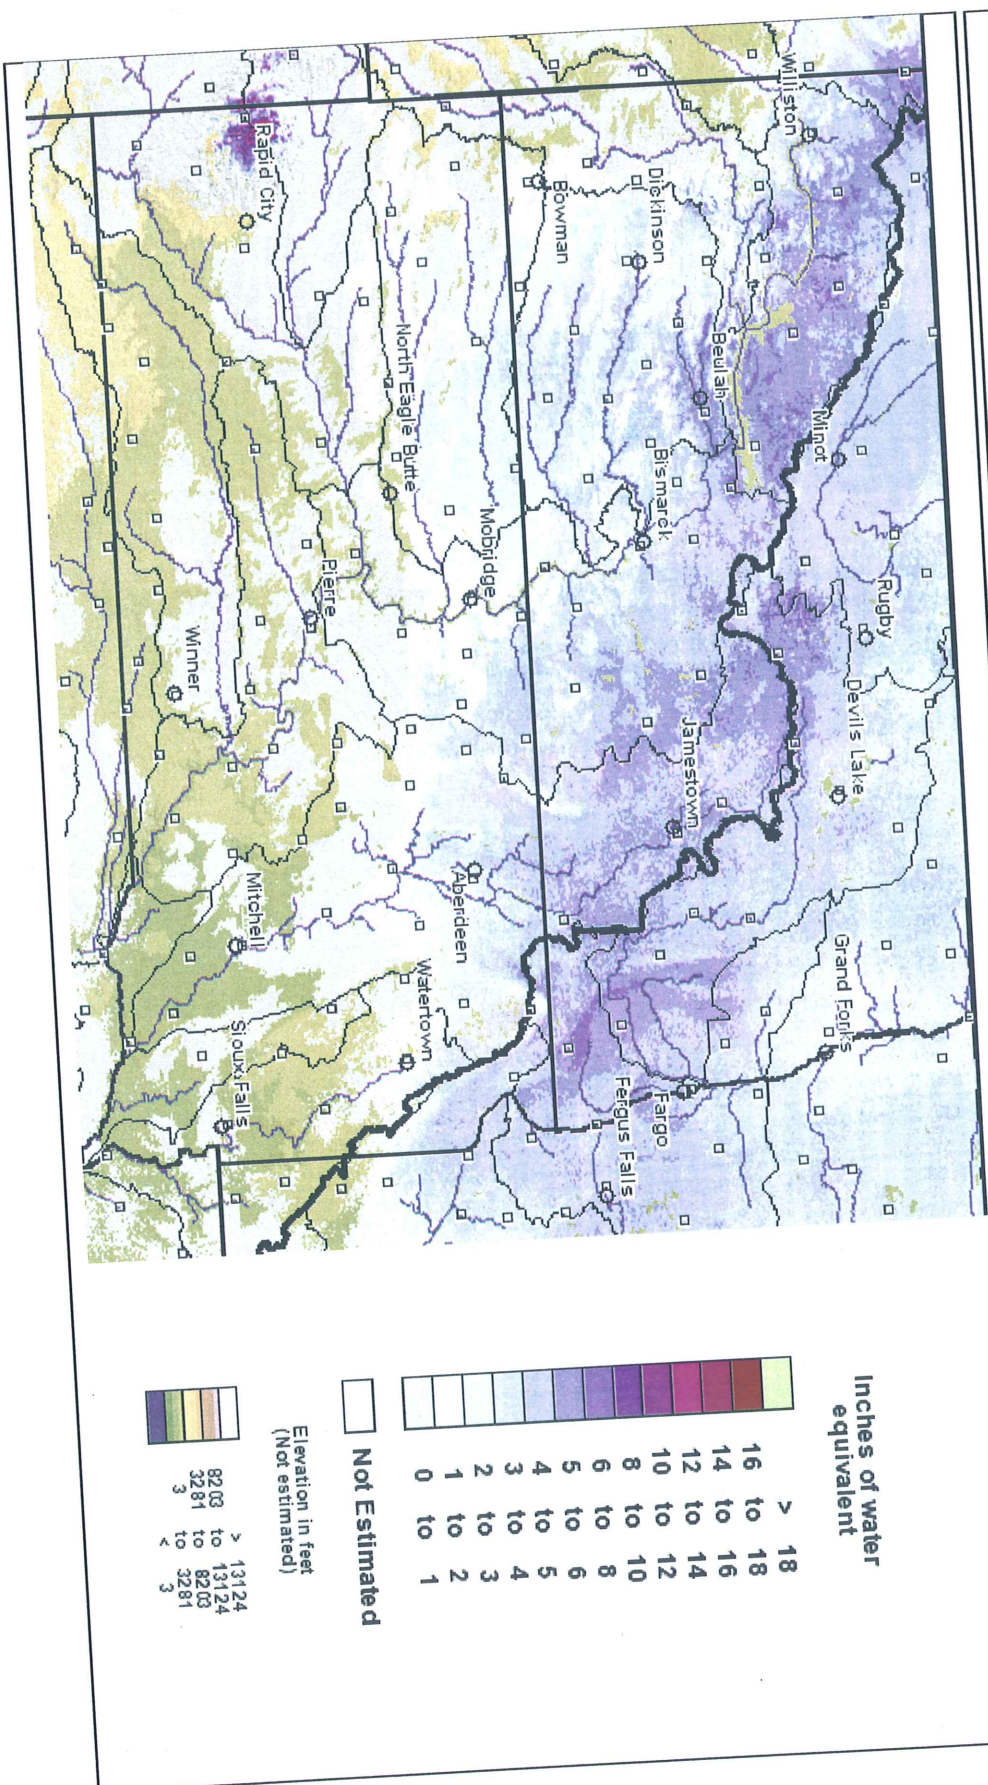 Williston
Minot
Rugby
Devils Lake
Grand Forks
Dickinson
Beulah
Bismarck
Jamestown
Fargo
Bowman
Fergus Falls
Mobridge
Aberdeen
North Eagle Butte
Watertown
Rapid City
Pierre
Mitchell
Sioux Falls
Winner
Inches of water
equivalent
> 18
16 to 18
14 to 16
12 to 14
10 to 12
8 to 10
6 to 8
5 to 6
4 to 5
3 to 4
2 to 3
1 to 2
0 to 1
Not Estimated
Elevation in feet
(Not estimated)
> 13124
8203 to 13124
3281 to 8203
3 to 3281
< 3